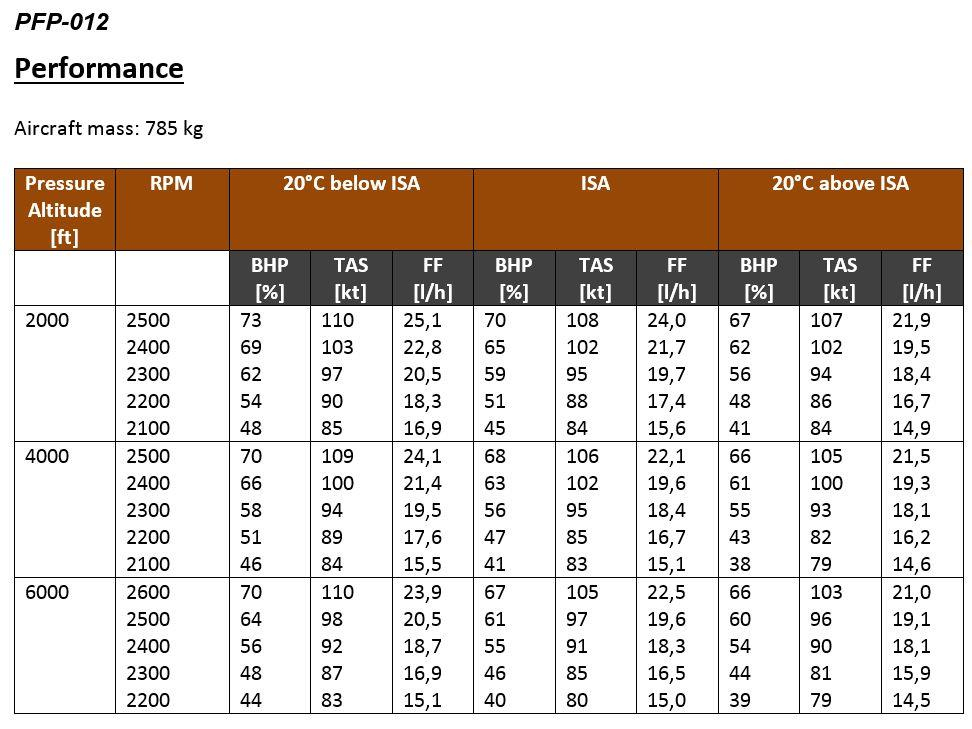 PFP-012
Performance
Aircraft mass: 785 kg
Pressure Altitude [ft] RPM 20°C below ISA ISA 20°C above ISA
BHP [%] TAS [kt] FF [l/h] BHP [%] TAS [kt] FF [l/h] BHP [%] TAS [kt] FF [l/h]
2000 2500 73 110 25,1 70 108 24,0 67 107 21,9
2400 69 103 22,8 65 102 21,7 62 102 19,5
2300 62 97 20,5 59 95 19,7 56 94 18,4
2200 54 90 18,3 51 88 17,4 48 86 16,7
2100 48 85 16,9 45 84 15,6 41 84 14,9
4000 2500 70 109 24,1 68 106 22,1 66 105 21,5
2400 66 100 21,4 63 102 19,6 61 100 19,3
2300 58 94 19,5 56 95 18,4 55 93 18,1
2200 51 89 17,6 47 85 16,7 43 82 16,2
2100 46 84 15,5 41 83 15,1 38 79 14,6
6000 2600 70 110 23,9 67 105 22,5 66 103 21,0
2500 64 98 20,5 61 97 19,6 60 96 19,1
2400 56 92 18,7 55 91 18,3 54 90 18,1
2300 48 87 16,9 46 85 16,5 44 81 15,9
2200 44 83 15,1 40 80 15,0 39 79 14,5